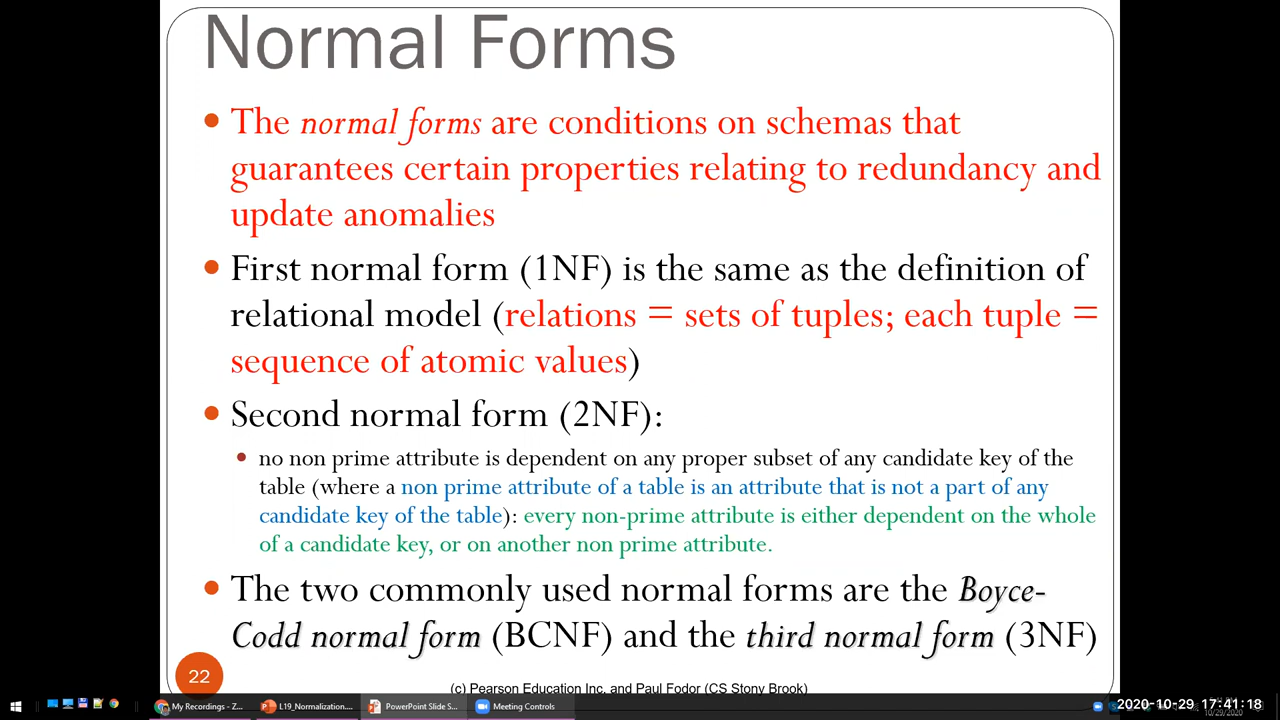 Normal Forms
• The normal forms are conditions on schemas that
guarantees certain properties relating to redundancy and
update anomalies
• First normal form (1NF) is the same as the definition of
relational model (relations = sets of tuples; each tuple =
sequence of atomic values)
• Second normal form (2NF):
• no non prime attribute is dependent on any proper subset of any candidate key of the
table (where a non prime attribute of a table is an attribute that is not a part of any
candidate key of the table): every non-prime attribute is either dependent on the whole
of a candidate key, or on another non prime attribute.
• The two commonly used normal forms are the Boyce-
Codd normal form (BCNF) and the third normal form (3NF)
22
(c) Pearson Education Inc. and Paul Fodor (CS Stony Brook)
My Recordings - Z...
L19_Normalization....
PowerPoint Slide S...
Meeting Controls
2020-10-29 17:41:18